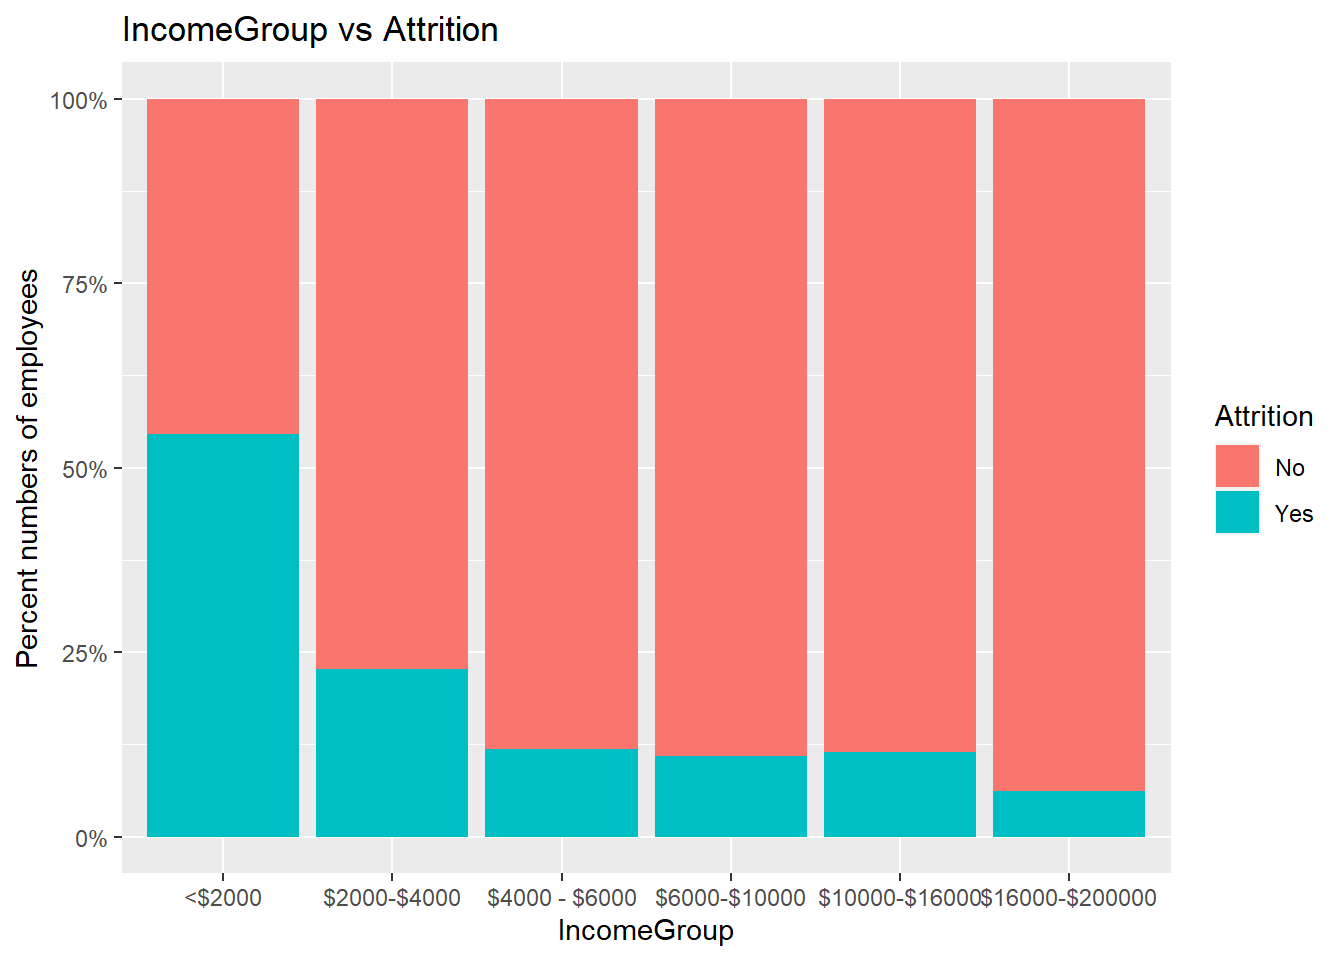 IncomeGroup vs Attrition
100%
75%
50%
25%
0%
Percent numbers of employees
<$2000
$2000-$4000
$4000 - $6000
$6000-$10000
$10000-$16000
$16000-$200000
IncomeGroup
Attrition
No
Yes